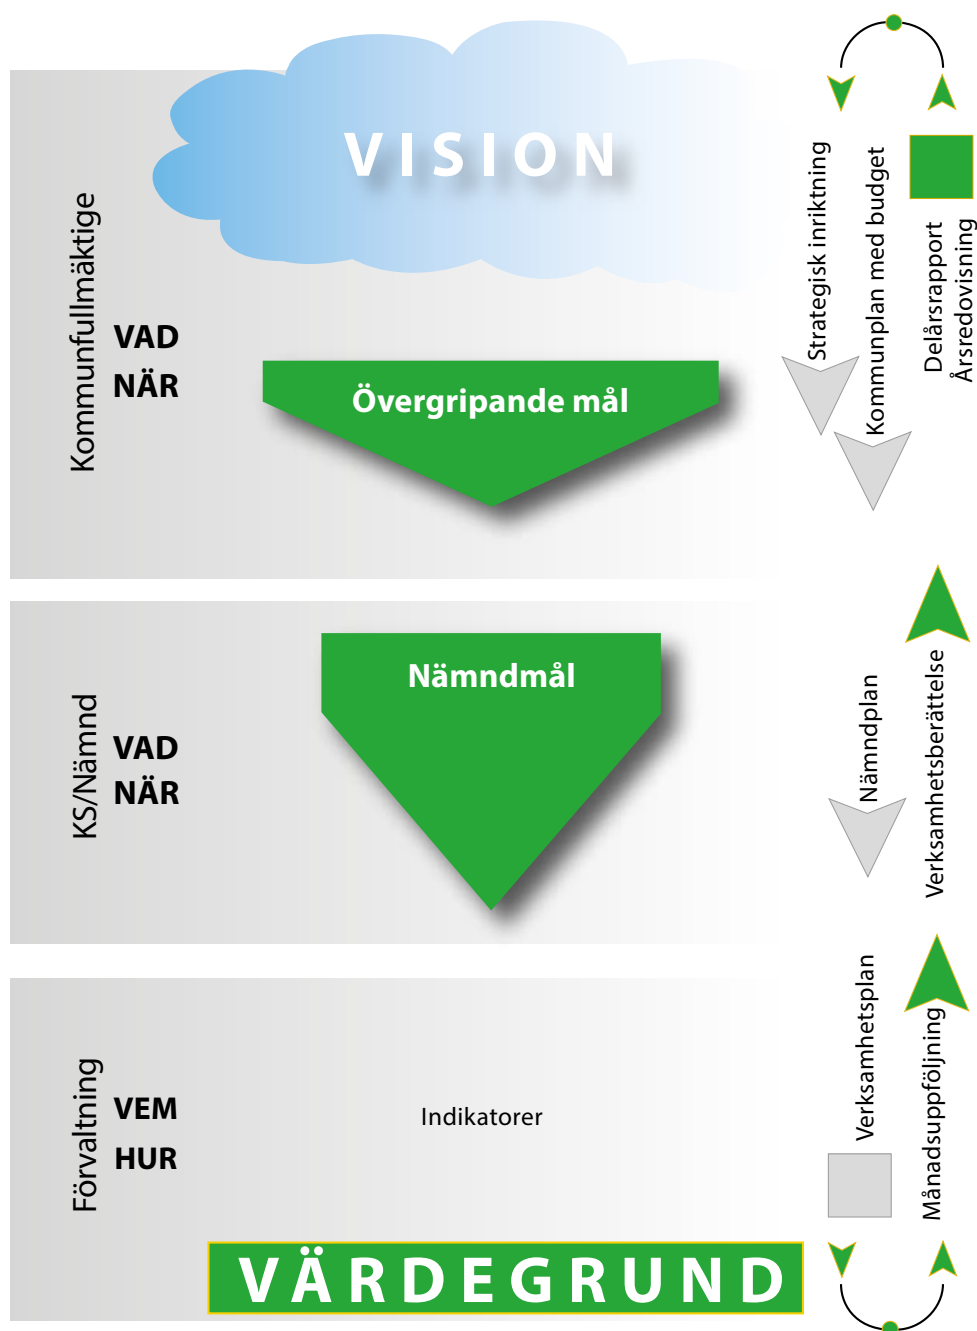 VISION
Kommunfullmäktige
VAD
NÄR
Övergripande mål
Strategisk inriktning
Kommunplan med budget
Delårsrapport
Årsredovisning
KS/Nämnd
VAD
NÄR
Nämndmål
Nämndplan
Verksamhetsberättelse
Förvaltning
VEM
HUR
Indikatorer
Verksamhetsplan
Månadsuppföljning
VÄRDEGRUND